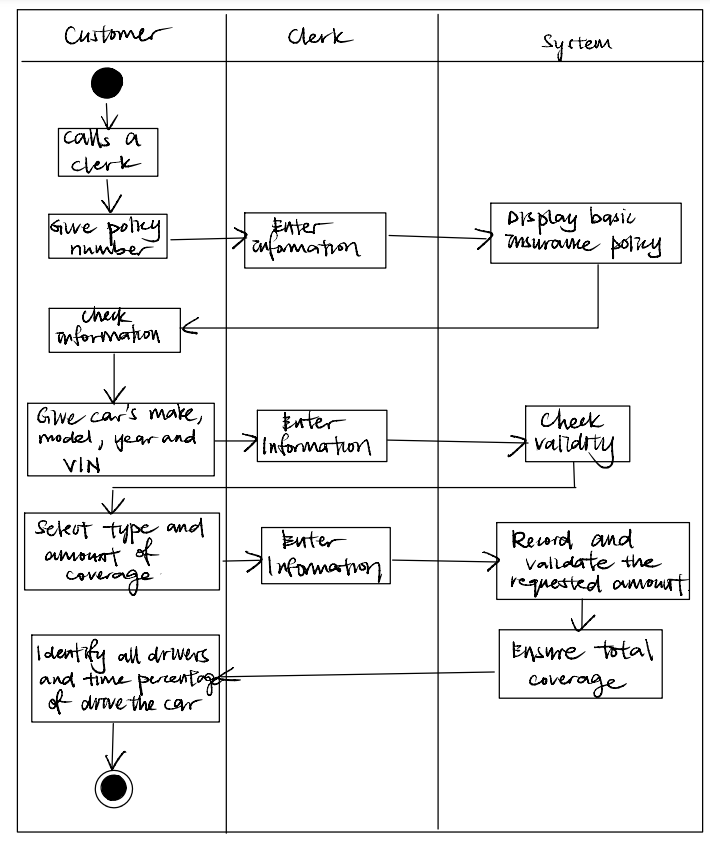 Customer
Clerk
System
Calls a
clerk
Give policy
number
Enter
infomation
Display basic
insurance policy
Check
information
Give car's make,
model, year and
VIN
Enter
Information
Check
validity
Select type and
amount of
coverage
Enter
Information
Record and
validate the
requested amount
Ensure total
coverage
Identify all drivers
and time percentage
of drove the car